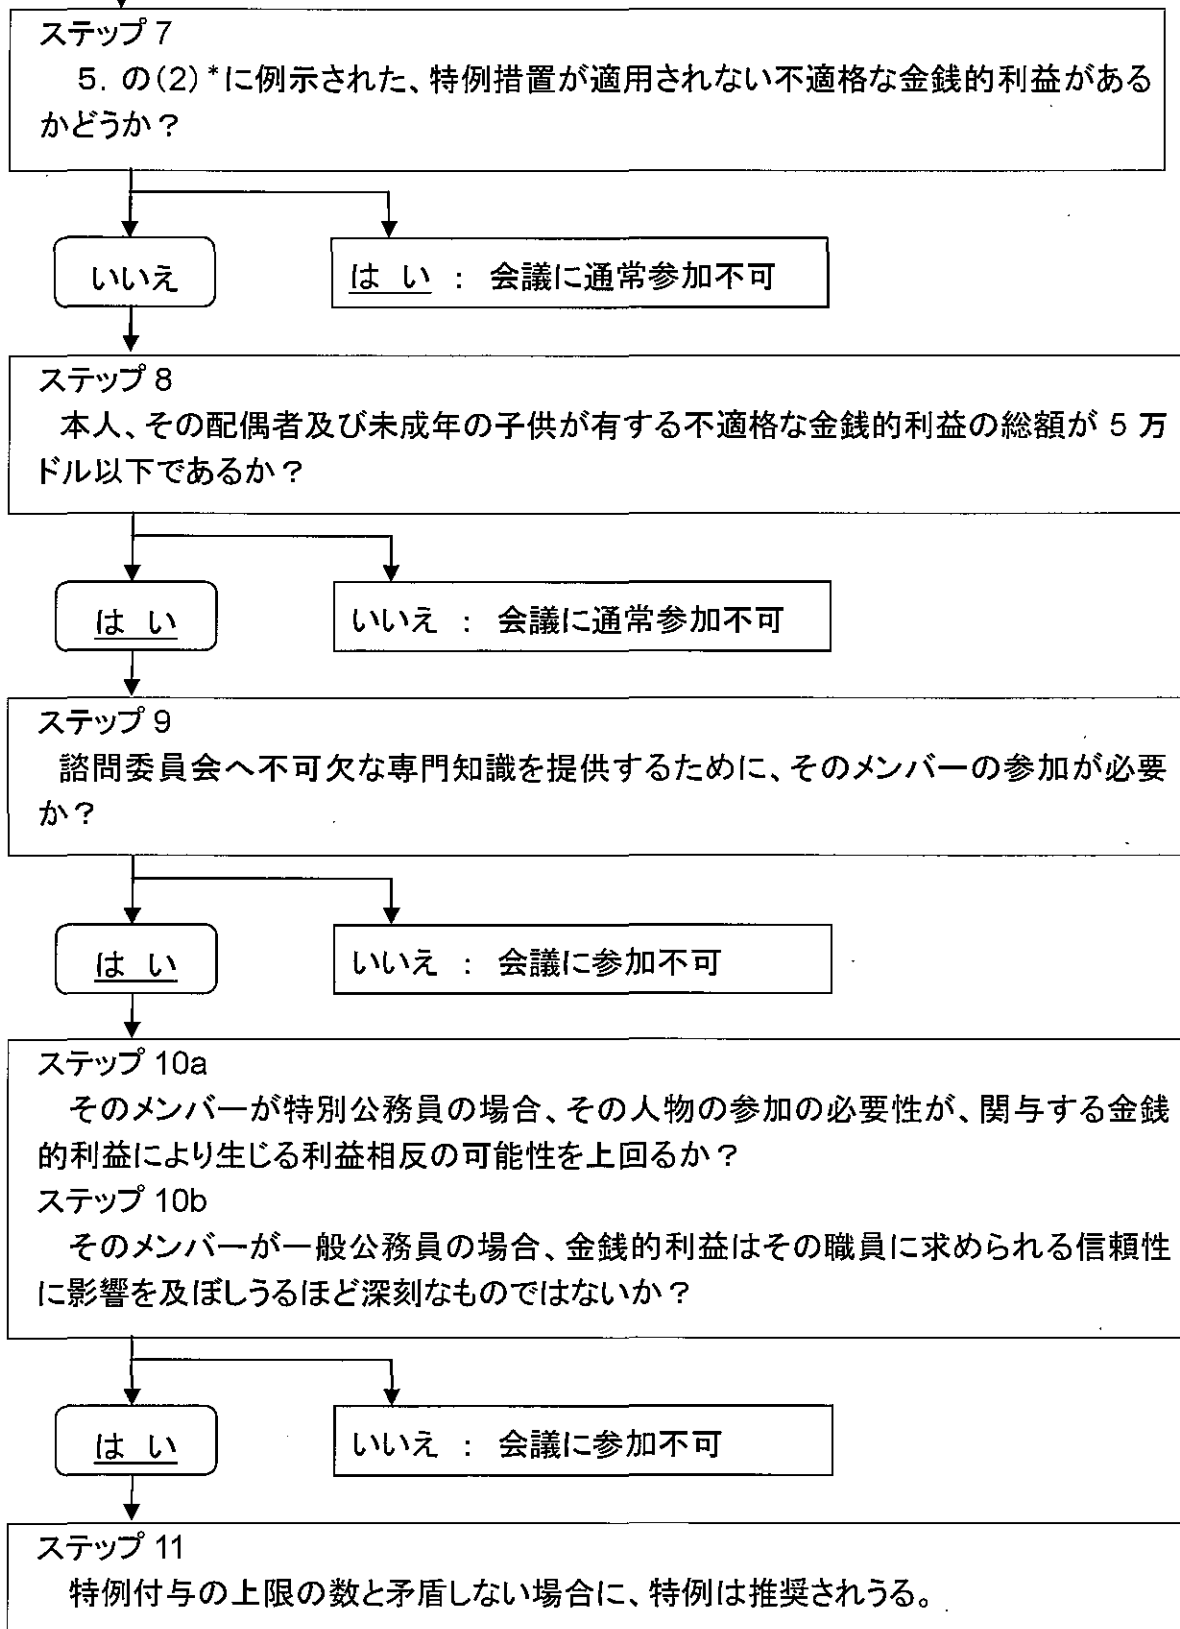 ステップ 7
5. の(2)*に例示された、特例措置が適用されない不適格な金銭的利益がある
かどうか？
いいえ
は い ： 会議に通常参加不可
ステップ 8
本人、その配偶者及び未成年の子供が有する不適格な金銭的利益の総額が 5 万
ドル以下であるか？
は い
いいえ ： 会議に通常参加不可
ステップ 9
諮問委員会へ不可欠な専門知識を提供するために、そのメンバーの参加が必要
か？
は い
いいえ ： 会議に参加不可
ステップ 10a
そのメンバーが特別公務員の場合、その人物の参加の必要性が、関与する金銭
的利益により生じる利益相反の可能性を上回るか？
ステップ 10b
そのメンバーが一般公務員の場合、金銭的利益はその職員に求められる信頼性
に影響を及ぼしうるほど深刻なものではないか？
は い
いいえ ： 会議に参加不可
ステップ 11
特例付与の上限の数と矛盾しない場合に、特例は推奨されうる。